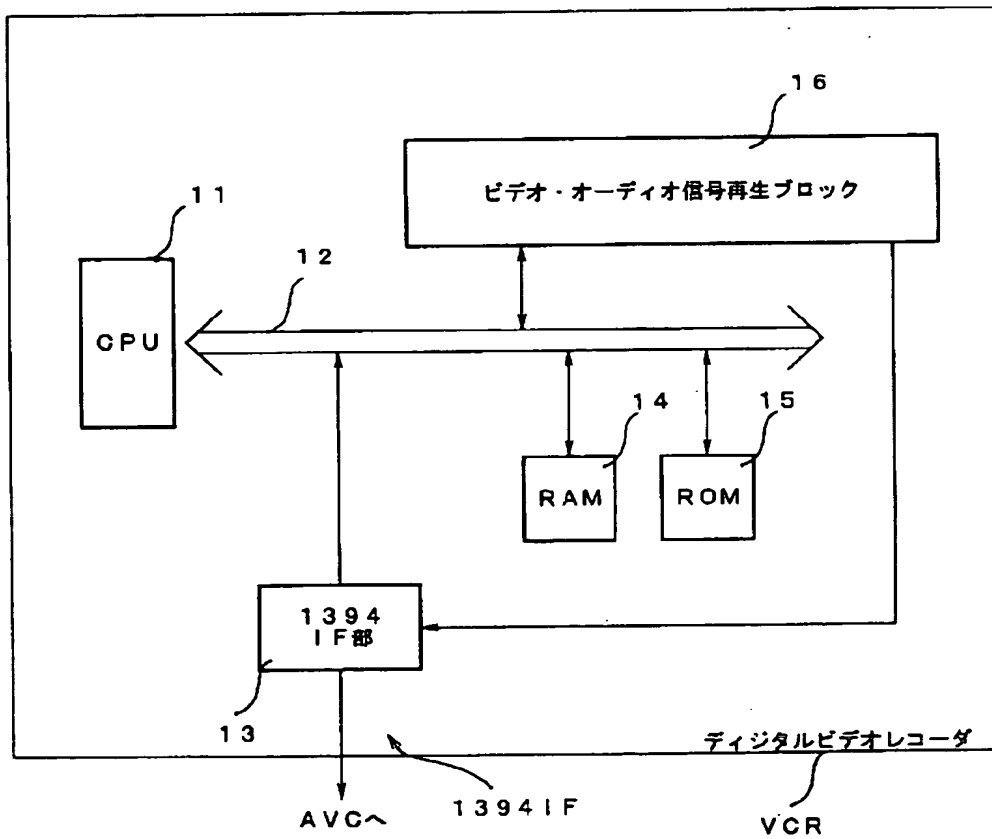 16
ビデオ・オーディオ信号再生ブロック
11
12
CPU
14
15
RAM
ROM
1394
IF部
13
ディジタルビデオレコーダ
1394IF
AVCへ
VCR